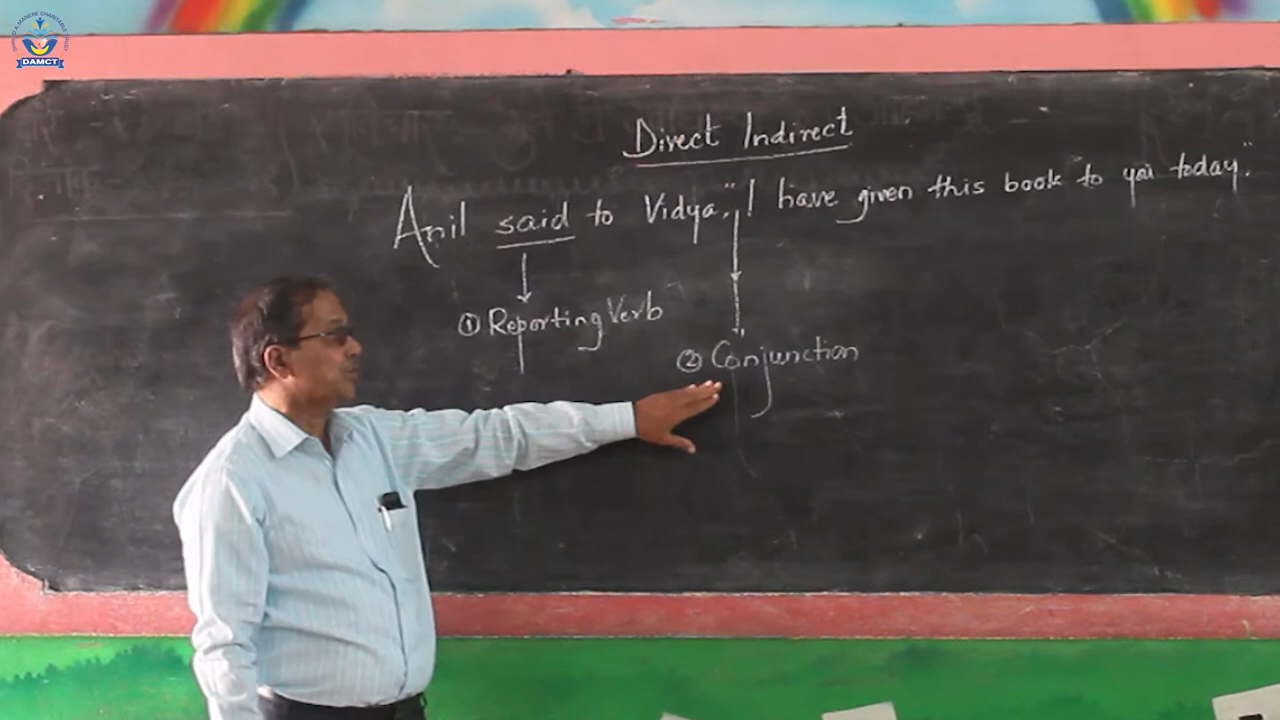 DAMCT
Direct Indirect
Anil said to Vidya, "I have given this book to you today."
① Reporting Verb
② Conjunction